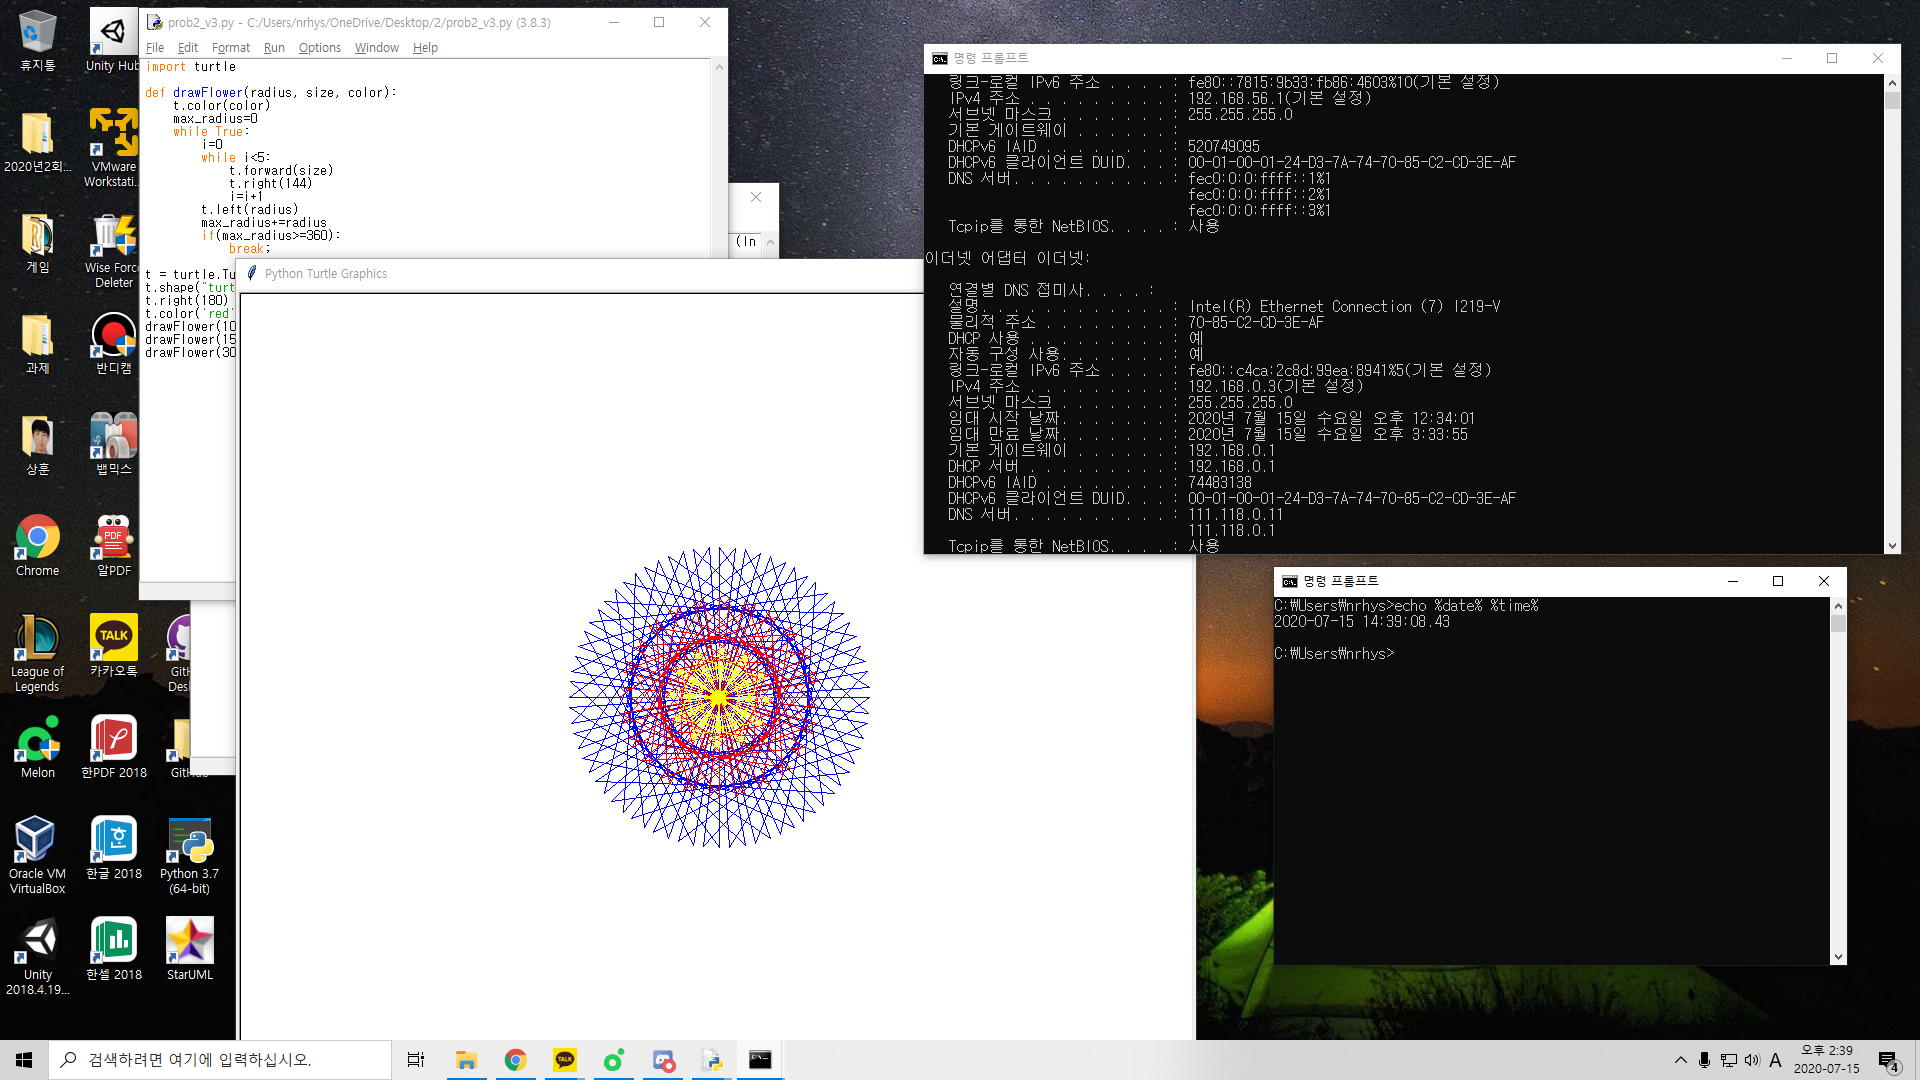 휴지통
Unity Hub
2020년2회...
VMware
Workstati...
게임
Wise Force
Deleter
과제
반디캠
상훈
뱁믹스
Chrome
알PDF
League of
Legends
카카오톡
Melon
한PDF 2018
Oracle VM
VirtualBox
한글 2018
Python 3.7
(64-bit)
Unity
2018.4.19...
한셀 2018
StarUML
prob2_v3.py - C:/Users/nrhys/OneDrive/Desktop/2/prob2_v3.py (3.8.3)
File Edit Format Run Options Window Help
import turtle
def drawFlower(radius, size, color):
t.color(color)
max_radius=0
while True:
i=0
while i<5:
t.forward(size)
t.right(144)
i=i+1
t.left(radius)
max_radius+=radius
if(max_radius>=360):
break;
t = turtle.Tu
t.shape("turt
t.right(180)
t.color('red'
drawFlower(10
drawFlower(15
drawFlower(30
(In
Python Turtle Graphics
명령 프롬프트
링크-로컬 IPv6 주소 . . . . : fe80::7815:9b33:fb86:4603%10(기본 설정)
IPv4 주소 . . . . . . . . . : 192.168.56.1(기본 설정)
서브넷 마스크 . . . . . . . : 255.255.255.0
기본 게이트웨이 . . . . . . :
DHCPv6 IAID . . . . . . . . : 520749095
DHCPv6 클라이언트 DUID. . . : 00-01-00-01-24-D3-7A-74-70-85-C2-CD-3E-AF
DNS 서버. . . . . . . . . . : fec0:0:0:ffff::1%1
fec0:0:0:ffff::2%1
fec0:0:0:ffff::3%1
Tcpip를 통한 NetBIOS. . . . : 사용
이더넷 어댑터 이더넷:
연결별 DNS 접미사. . . . :
설명. . . . . . . . . . . . : Intel(R) Ethernet Connection (7) I219-V
물리적 주소 . . . . . . . . : 70-85-C2-CD-3E-AF
DHCP 사용 . . . . . . . . . : 예
자동 구성 사용. . . . . . . : 예
링크-로컬 IPv6 주소 . . . . : fe80::c4ca:2c8d:99ea:8941%5(기본 설정)
IPv4 주소 . . . . . . . . . : 192.168.0.3(기본 설정)
서브넷 마스크 . . . . . . . : 255.255.255.0
임대 시작 날짜. . . . . . . : 2020년 7월 15일 수요일 오후 12:34:01
임대 만료 날짜. . . . . . . : 2020년 7월 15일 수요일 오후 3:33:55
기본 게이트웨이 . . . . . . : 192.168.0.1
DHCP 서버 . . . . . . . . . : 192.168.0.1
DHCPv6 IAID . . . . . . . . : 74483138
DHCPv6 클라이언트 DUID. . . : 00-01-00-01-24-D3-7A-74-70-85-C2-CD-3E-AF
DNS 서버. . . . . . . . . . : 111.118.0.11
111.118.0.1
Tcpip를 통한 NetBIOS. . . . : 사용
명령 프롬프트
C:₩Users₩nrhys>echo %date% %time%
2020-07-15 14:39:08.43
C:₩Users₩nrhys>
검색하려면 여기에 입력하십시오.
A
오후 2:39
2020-07-15
4